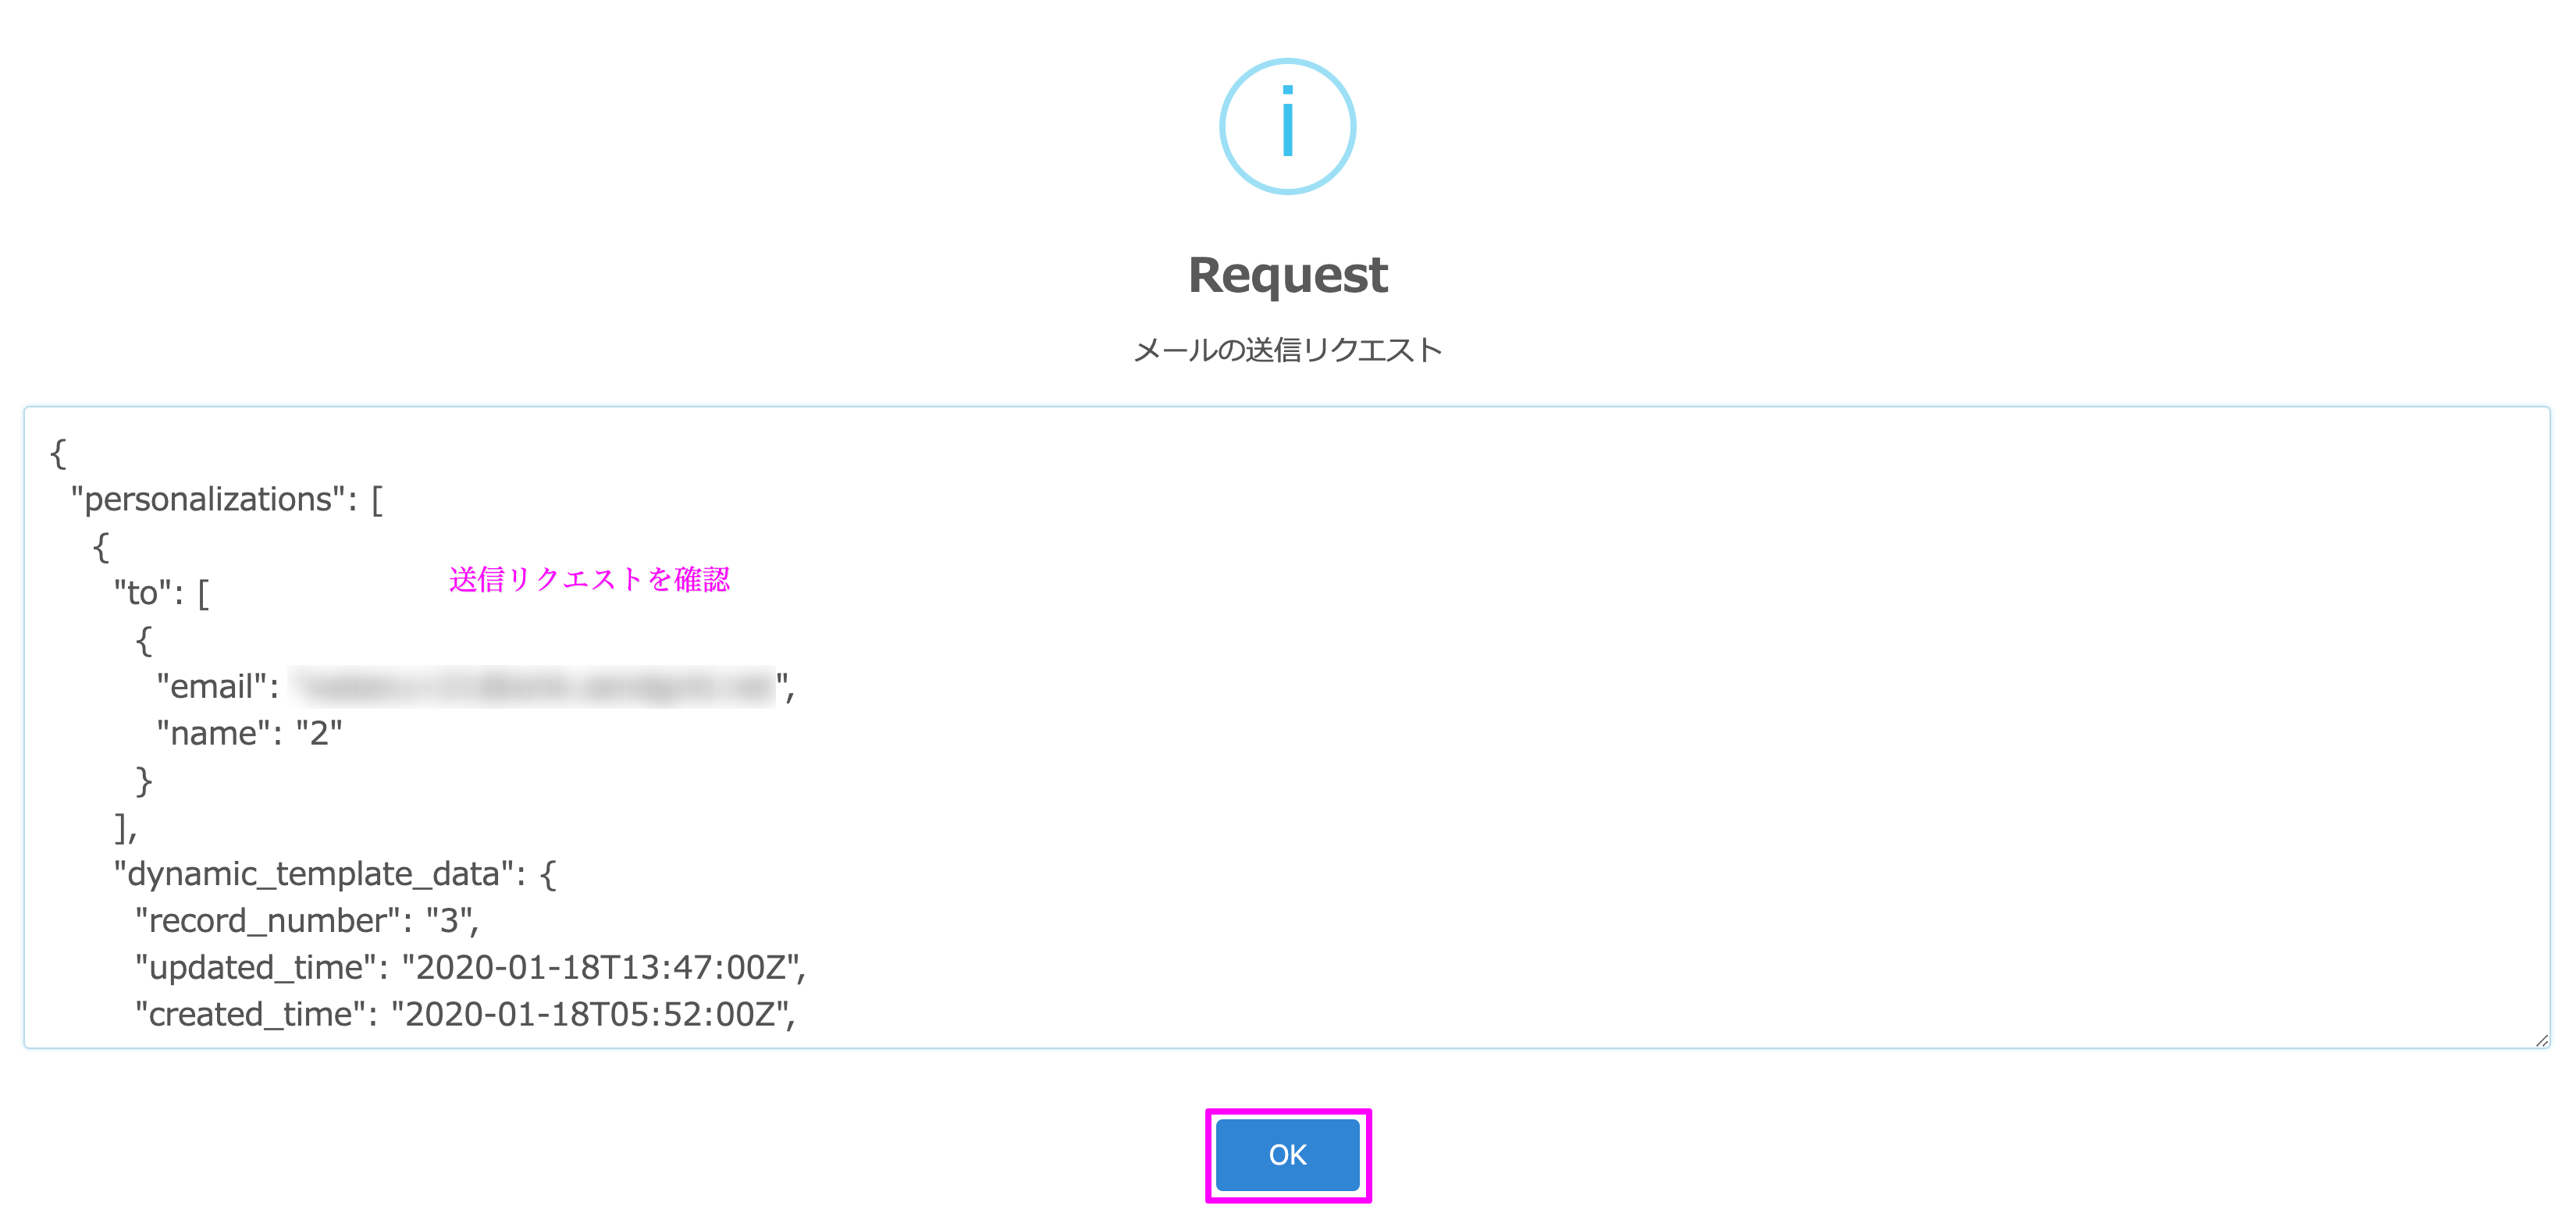 i
Request
メールの送信リクエスト
{
"personalizations": [
{
"to": [
送信リクエストを確認
{
"email": ",
"name": "2"
}
],
"dynamic_template_data": {
"record_number": "3",
"updated_time": "2020-01-18T13:47:00Z",
"created_time": "2020-01-18T05:52:00Z",
OK